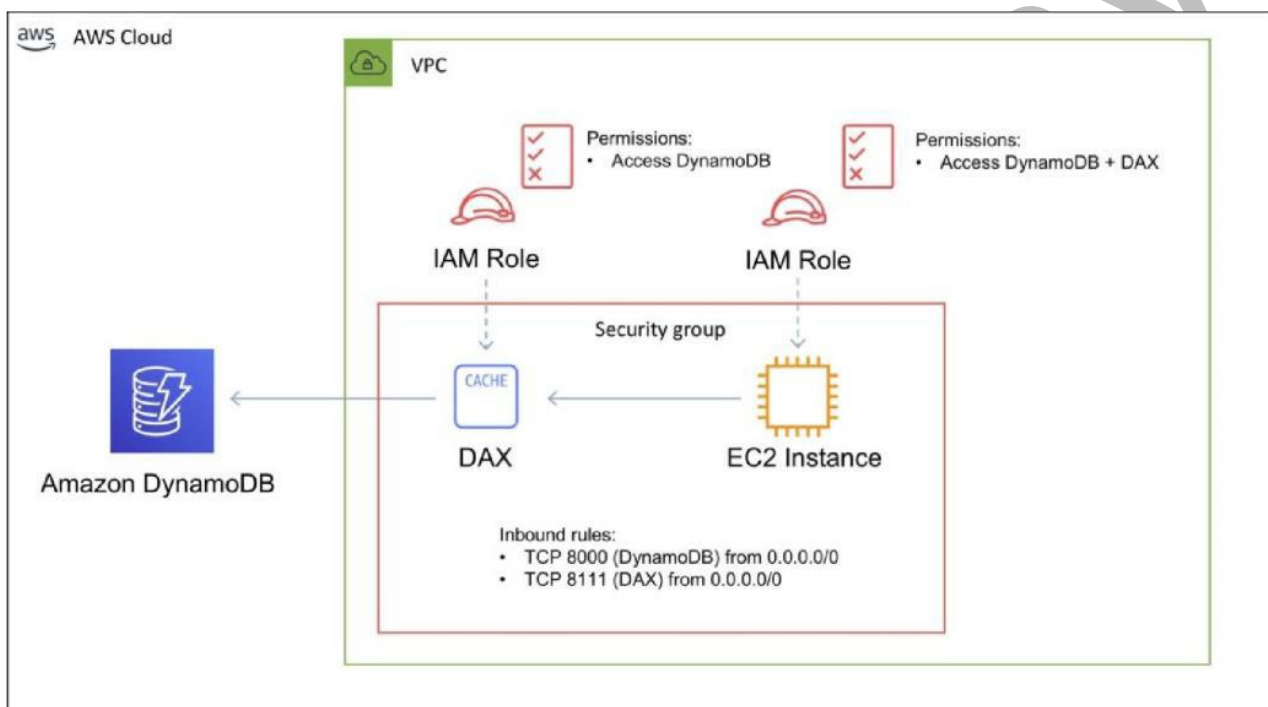 aws AWS Cloud
VPC
Permissions:
• Access DynamoDB
Permissions:
• Access DynamoDB + DAX
IAM Role
IAM Role
Security group
CACHE
DAX
EC2 Instance
Amazon DynamoDB
Inbound rules:
• TCP 8000 (DynamoDB) from 0.0.0.0/0
• TCP 8111 (DAX) from 0.0.0.0/0